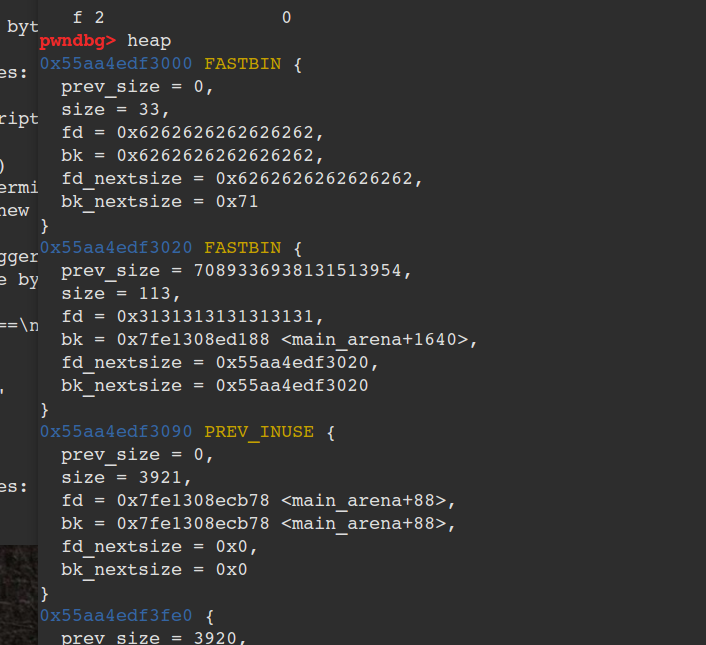 f 2 0
byt
pwndbg> heap
0x55aa4edf3000 FASTBIN {
es:
prev_size = 0,
size = 33,
ript
fd = 0x6262626262626262,
bk = 0x6262626262626262,
)
fd_nextsize = 0x6262626262626262,
ermi
bk_nextsize = 0x71
new
}
0x55aa4edf3020 FASTBIN {
gger
prev_size = 7089336938131513954,
e by
size = 113,
fd = 0x3131313131313131,
==\n
bk = 0x7fe1308ed188 <main_arena+1640>,
fd_nextsize = 0x55aa4edf3020,
bk_nextsize = 0x55aa4edf3020
'
}
0x55aa4edf3090 PREV_INUSE {
prev_size = 0,
size = 3921,
es:
fd = 0x7fe1308ecb78 <main_arena+88>,
bk = 0x7fe1308ecb78 <main_arena+88>,
fd_nextsize = 0x0,
bk_nextsize = 0x0
}
0x55aa4edf3fe0 {
prev_size = 3920,